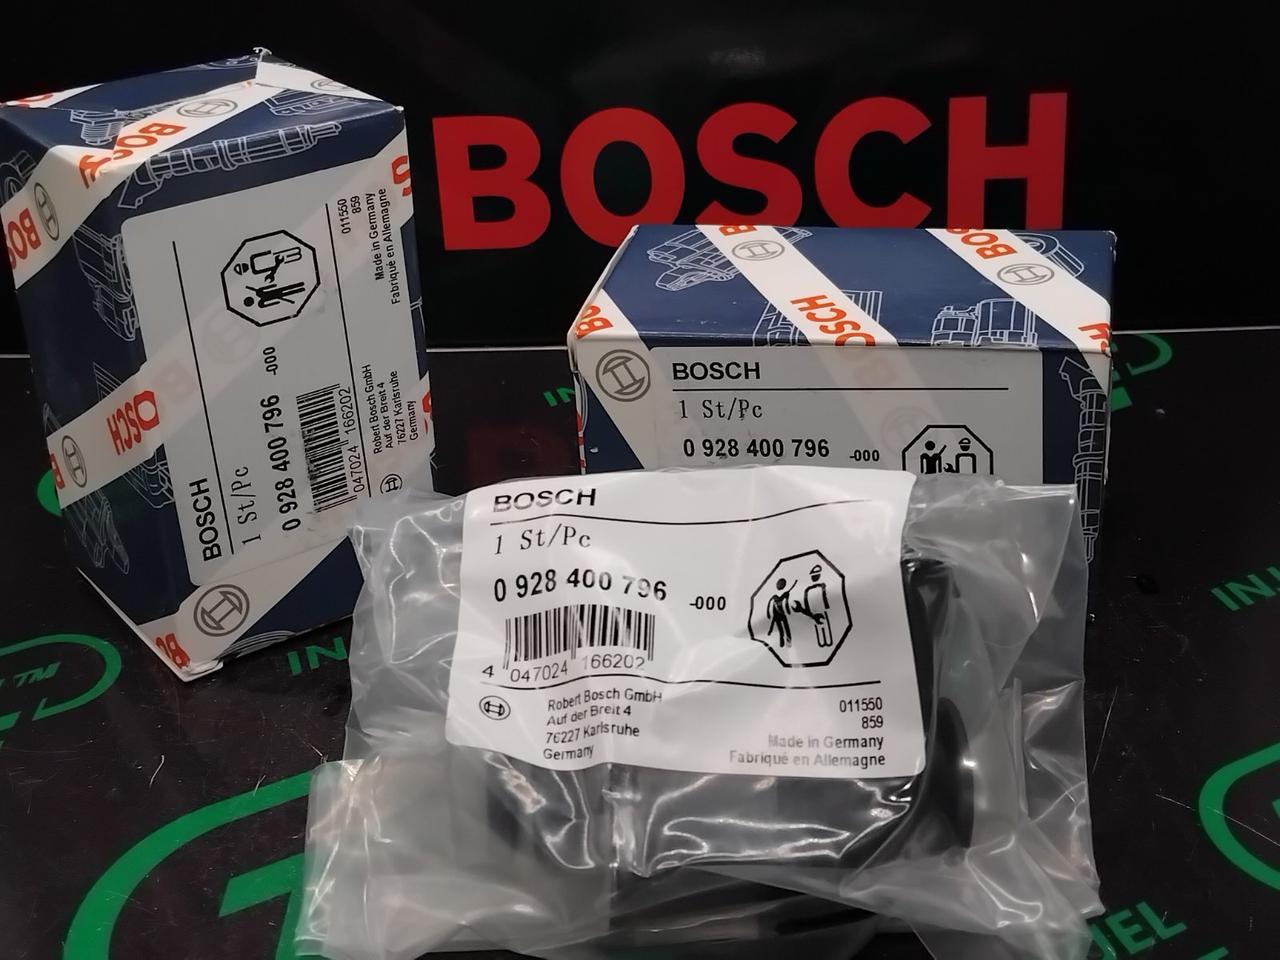 BOSCH
BOSCH
BOSCH
BOSCH
BOSCH
1 St/Pc
0 928 400 796 -000
047024 166202
Robert Bosch GmbH
Auf der Breit 4
76227 Karlsruhe
Germany
011550
859
Made in Germany
Fabriqué en Allemagne
BOSCH
BOSCH
1 St/Pc
0 928 400 796 -000
BOSCH
1 St/Pc
0 928 400 796 -000
4 047024 166202
Robert Bosch GmbH
Auf der Breit 4
76227 Karlsruhe
Germany
011550
859
Made in Germany
Fabriqué en Allemagne
TM